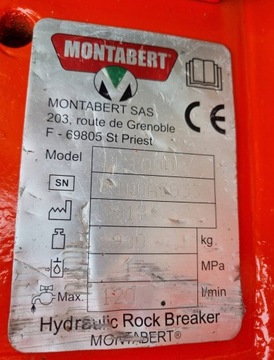 MONTABERT
MONTABERT SAS
203, route de Grenoble
F - 69805 St Priest
CE
Model
SN
kg
MPa
Max.
l/min
Hydraulic Rock Breaker
MONTABERT®